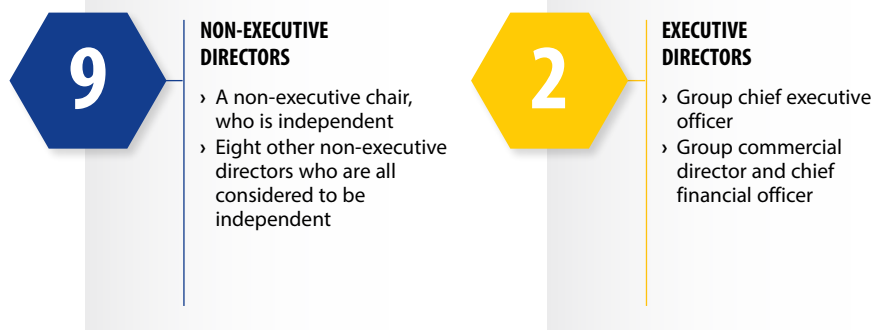 9
NON-EXECUTIVE
DIRECTORS
› A non-executive chair,
who is independent
› Eight other non-executive
directors who are all
considered to be
independent
2
EXECUTIVE
DIRECTORS
› Group chief executive
officer
› Group commercial
director and chief
financial officer